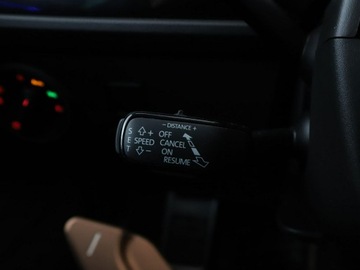 − DISTANCE +
S + OFF
E SPEED CANCEL
T − ON
RESUME